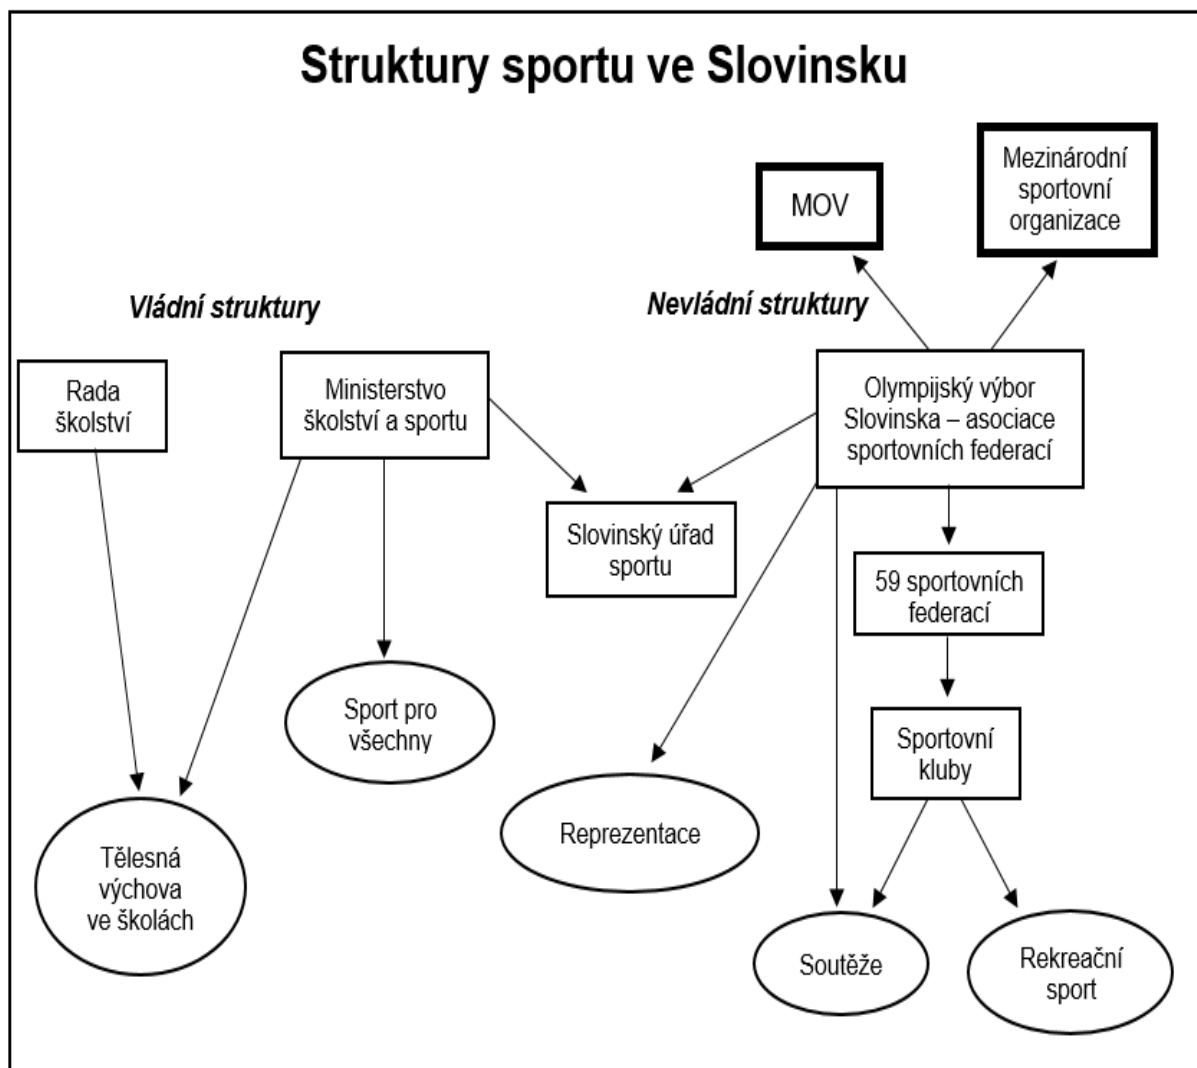 Struktury sportu ve Slovinsku
MOV
Mezinárodní
sportovní
organizace
Vládní struktury
Nevládní struktury
Rada
školství
Ministerstvo
školství a sportu
Olympijský výbor
Slovinska – asociace
sportovních federací
Slovinský úřad
sportu
59 sportovních
federací
Sport pro
všechny
Sportovní
kluby
Tělesná
výchova
ve školách
Reprezentace
Soutěže
Rekreační
sport